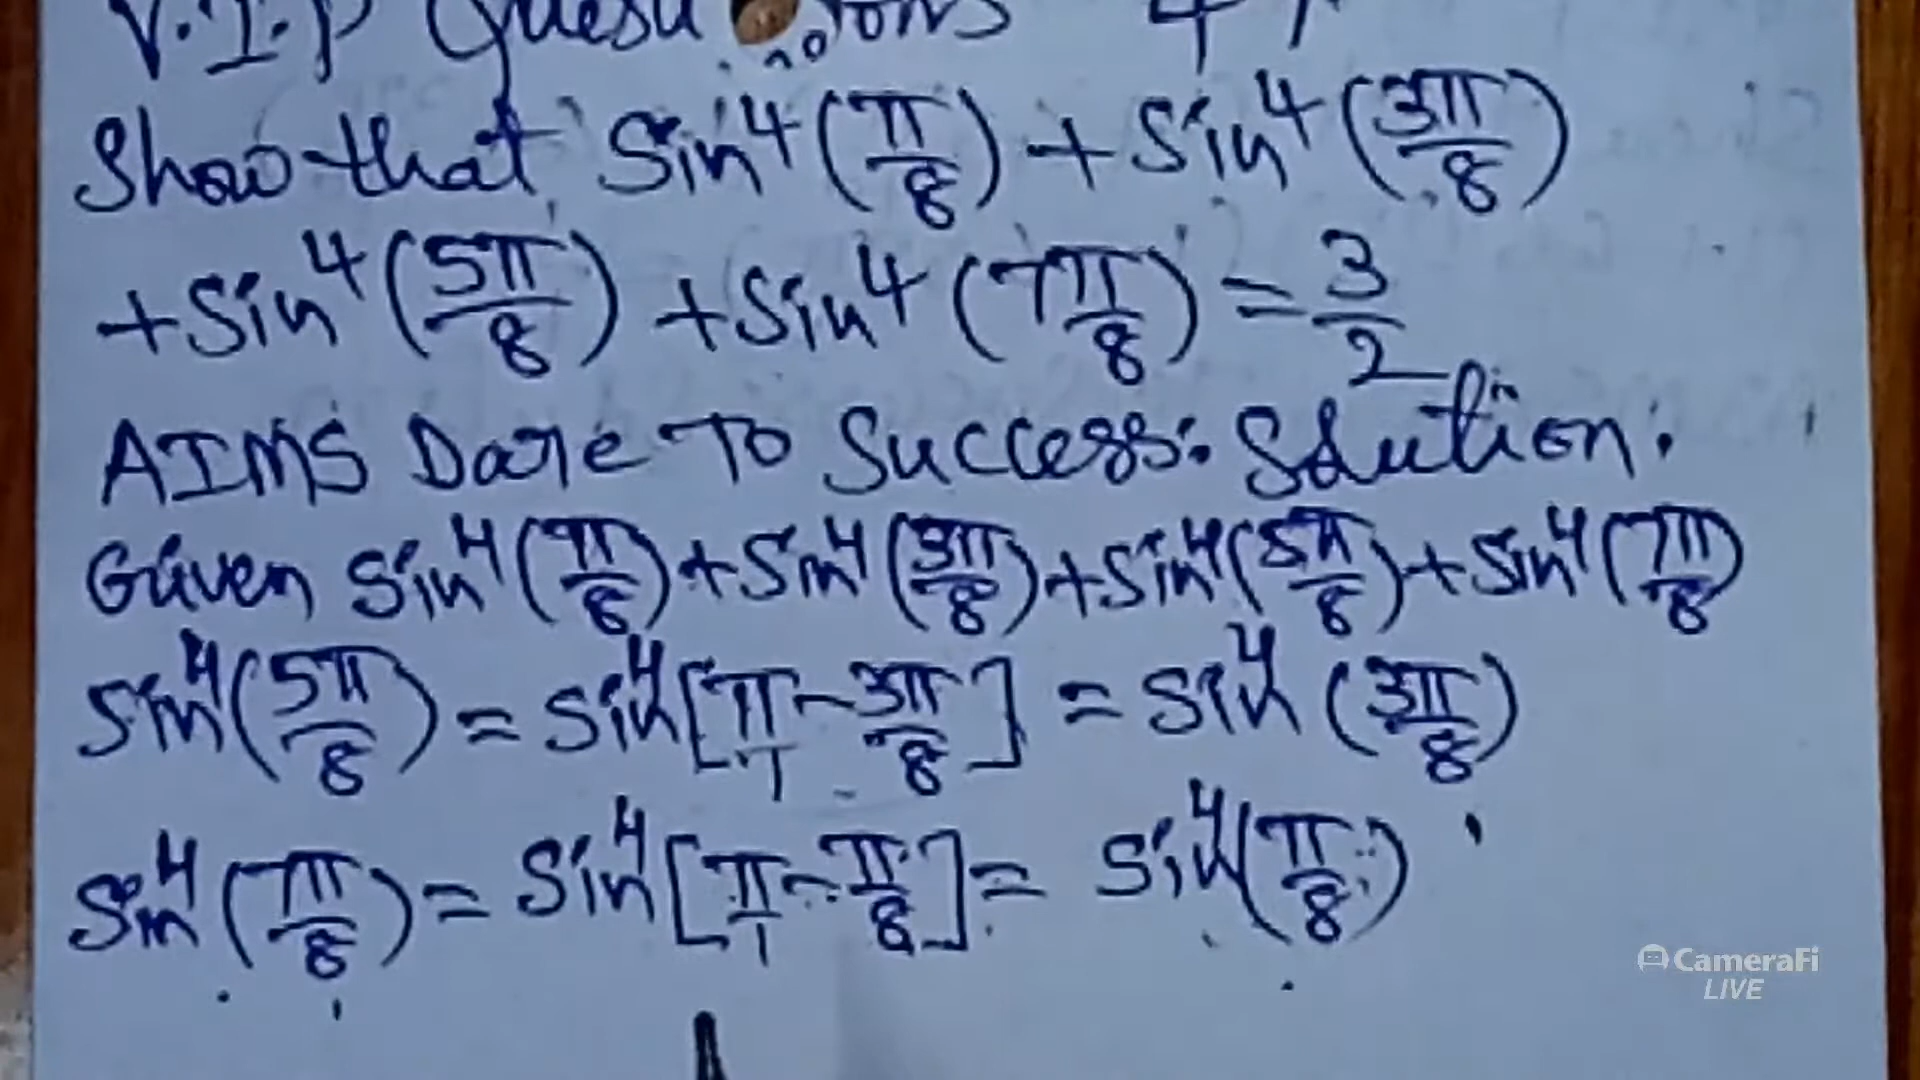 V.I.P Questions 41
Show that Sin⁴(π/8) + Sin⁴(3π/8)
+ Sin⁴(5π/8) + Sin⁴(7π/8) = 3/2
AIMS Dare To Success. Solution.
Given Sin⁴(π/8) + Sin⁴(3π/8) + Sin⁴(5π/8) + Sin⁴(7π/8)
Sin⁴(5π/8) = Sin⁴[π/1 - 3π/8] = Sin⁴(3π/8)
Sin⁴(7π/8) = Sin⁴[π/1 - π/8] = Sin⁴(π/8)
CameraFi
LIVE